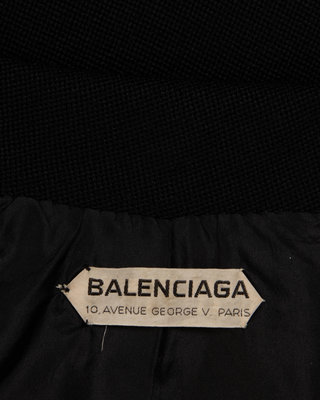 BALENCIAGA
10, AVENUE GEORGE V. PARIS